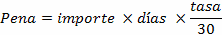 Pena = importe × días × tasa/30